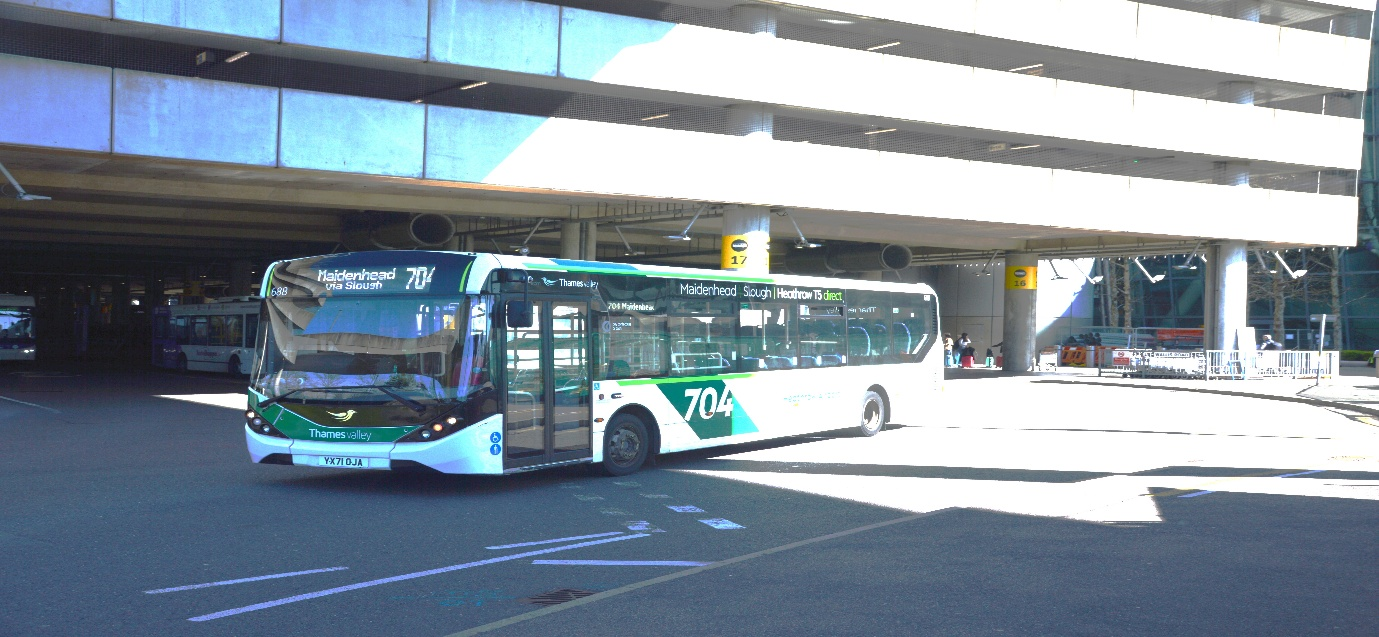 17
16
Maidenhead
via Slough
704
688
Thames valley
704 Maidenhead
Maidenhead Slough | Heathrow T5 direct
704
Thames valley
YX71 OJA